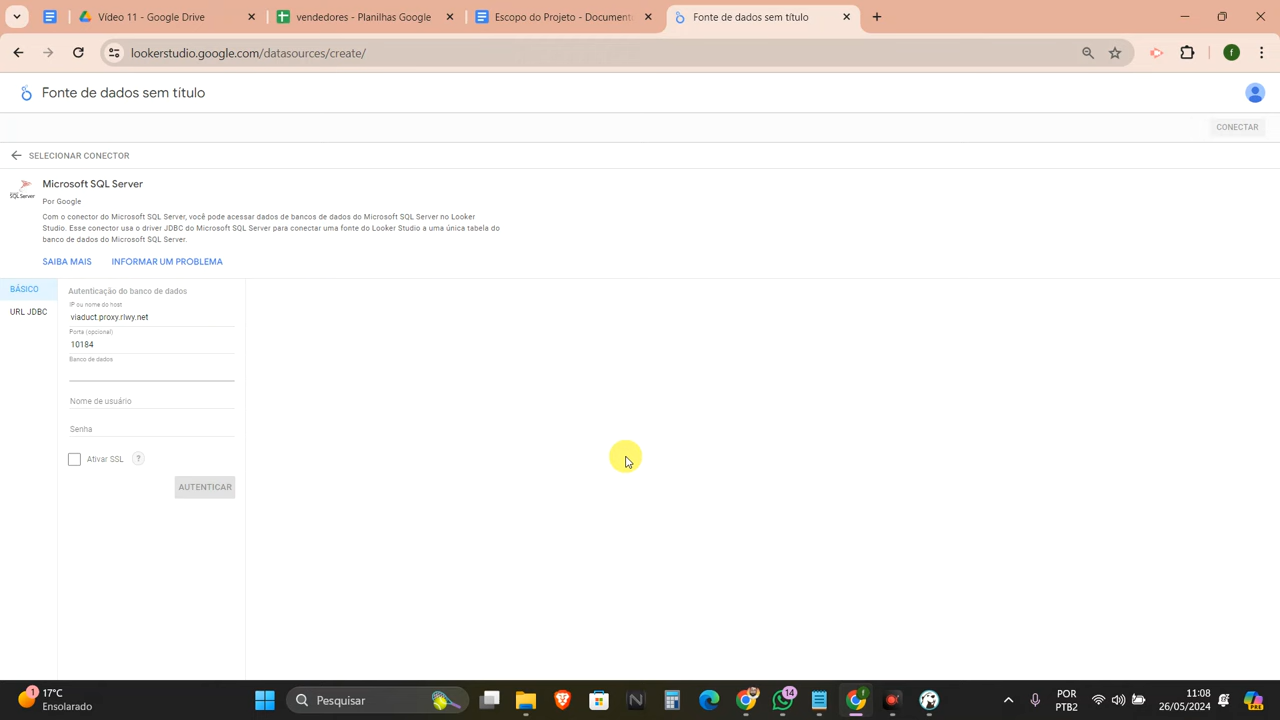 Vídeo 11 - Google Drive
vendedores - Planilhas Google
Escopo do Projeto - Document
Fonte de dados sem título
lookerstudio.google.com/datasources/create/
f
Fonte de dados sem título
CONECTAR
SELECIONAR CONECTOR
SQL Server
Microsoft SQL Server
Por Google
Com o conector do Microsoft SQL Server, você pode acessar dados de bancos de dados do Microsoft SQL Server no Looker
Studio. Esse conector usa o driver JDBC do Microsoft SQL Server para conectar uma fonte do Looker Studio a uma única tabela do
banco de dados do Microsoft SQL Server.
SAIBA MAIS
INFORMAR UM PROBLEMA
BÁSICO
URL JDBC
Autenticação do banco de dados
IP ou nome do host
viaduct.proxy.rlwy.net
Porta (opcional)
10184
Banco de dados
Nome de usuário
Senha
Ativar SSL
?
AUTENTICAR
1
17°C
Ensolarado
Pesquisar
N
14
f
POR
PTB2
11:08
26/05/2024